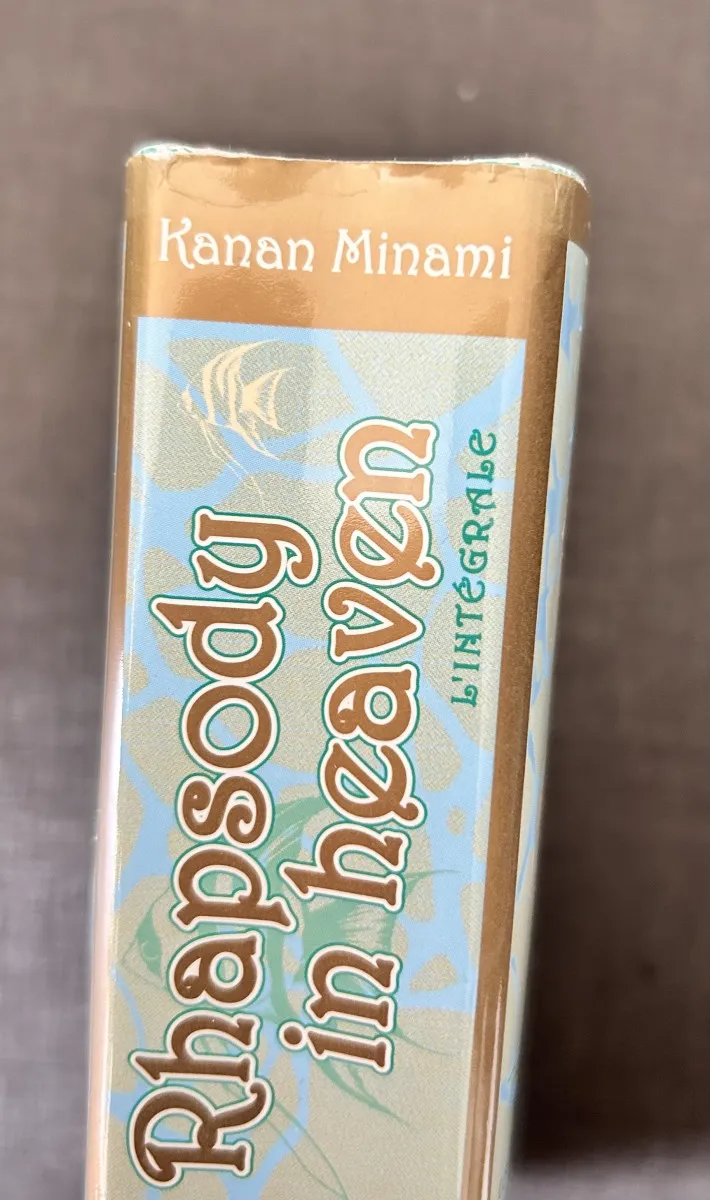 Kanan Minami
Rhapsody
in heaven
L'INTÉGRALE